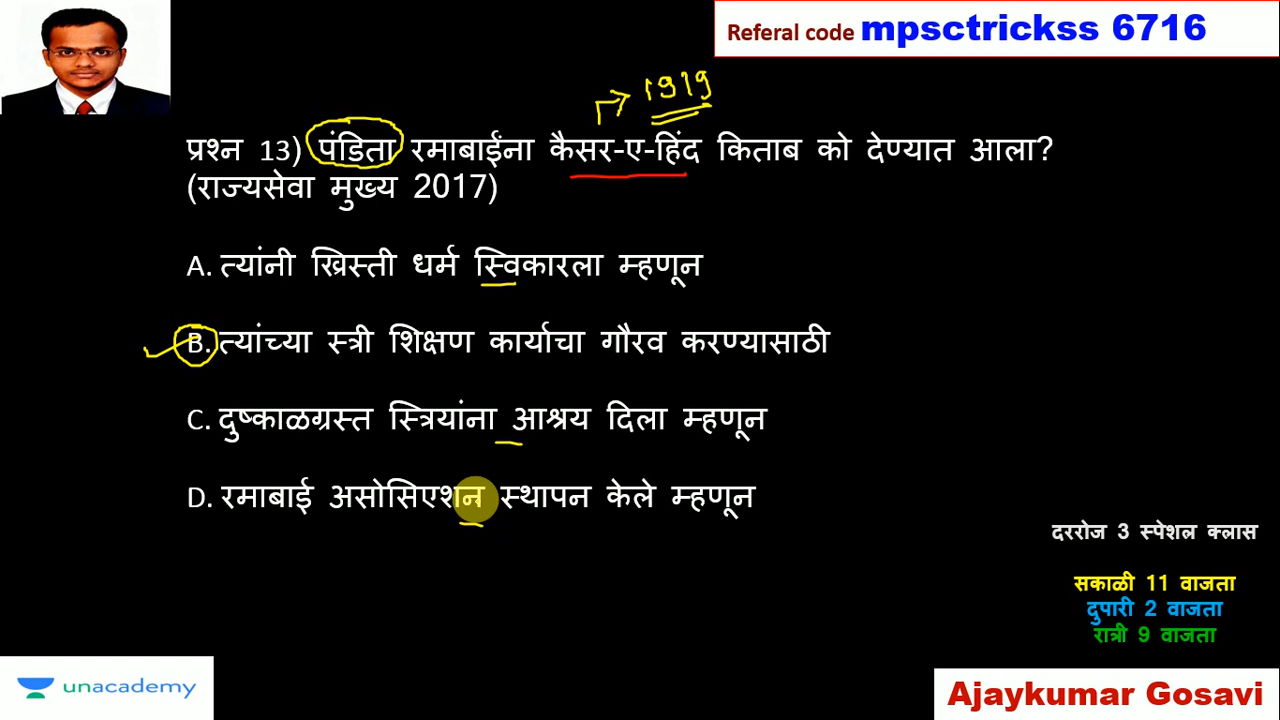 Referal code mpsctrickss 6716
1919
प्रश्न 13) पंडिता रमाबाईंना कैसर-ए-हिंद किताब को देण्यात आला?
(राज्यसेवा मुख्य 2017)
A. त्यांनी ख्रिस्ती धर्म स्विकारला म्हणून
B. त्यांच्या स्त्री शिक्षण कार्याचा गौरव करण्यासाठी
C. दुष्काळग्रस्त स्त्रियांना आश्रय दिला म्हणून
D. रमाबाई असोसिएशन स्थापन केले म्हणून
दररोज 3 स्पेशल क्लास
सकाळी 11 वाजता
दुपारी 2 वाजता
रात्री 9 वाजता
unacademy
Ajaykumar Gosavi